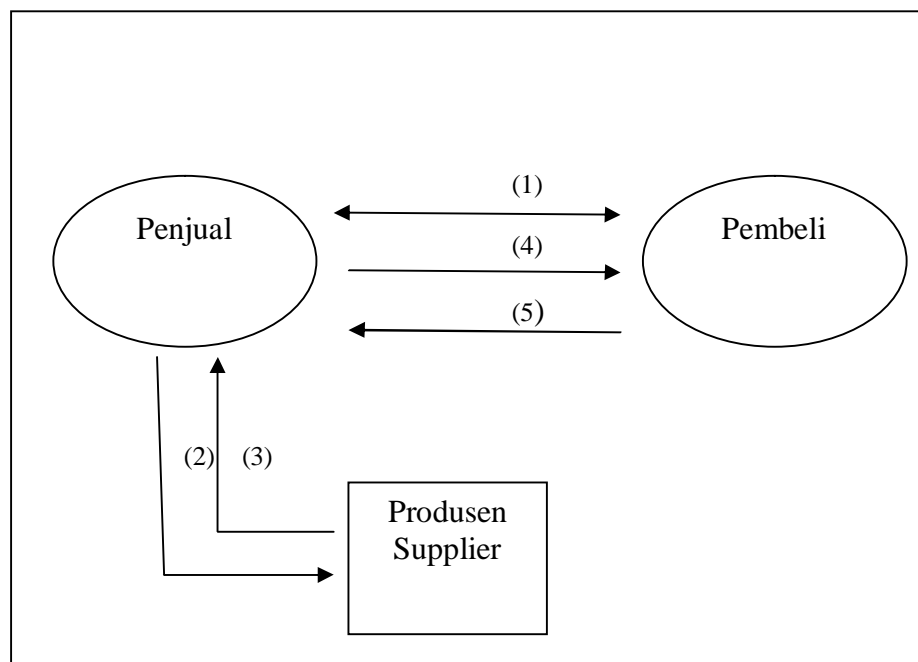 (1)
Penjual
Pembeli
(4)
(5)
(2)
(3)
Produsen
Supplier